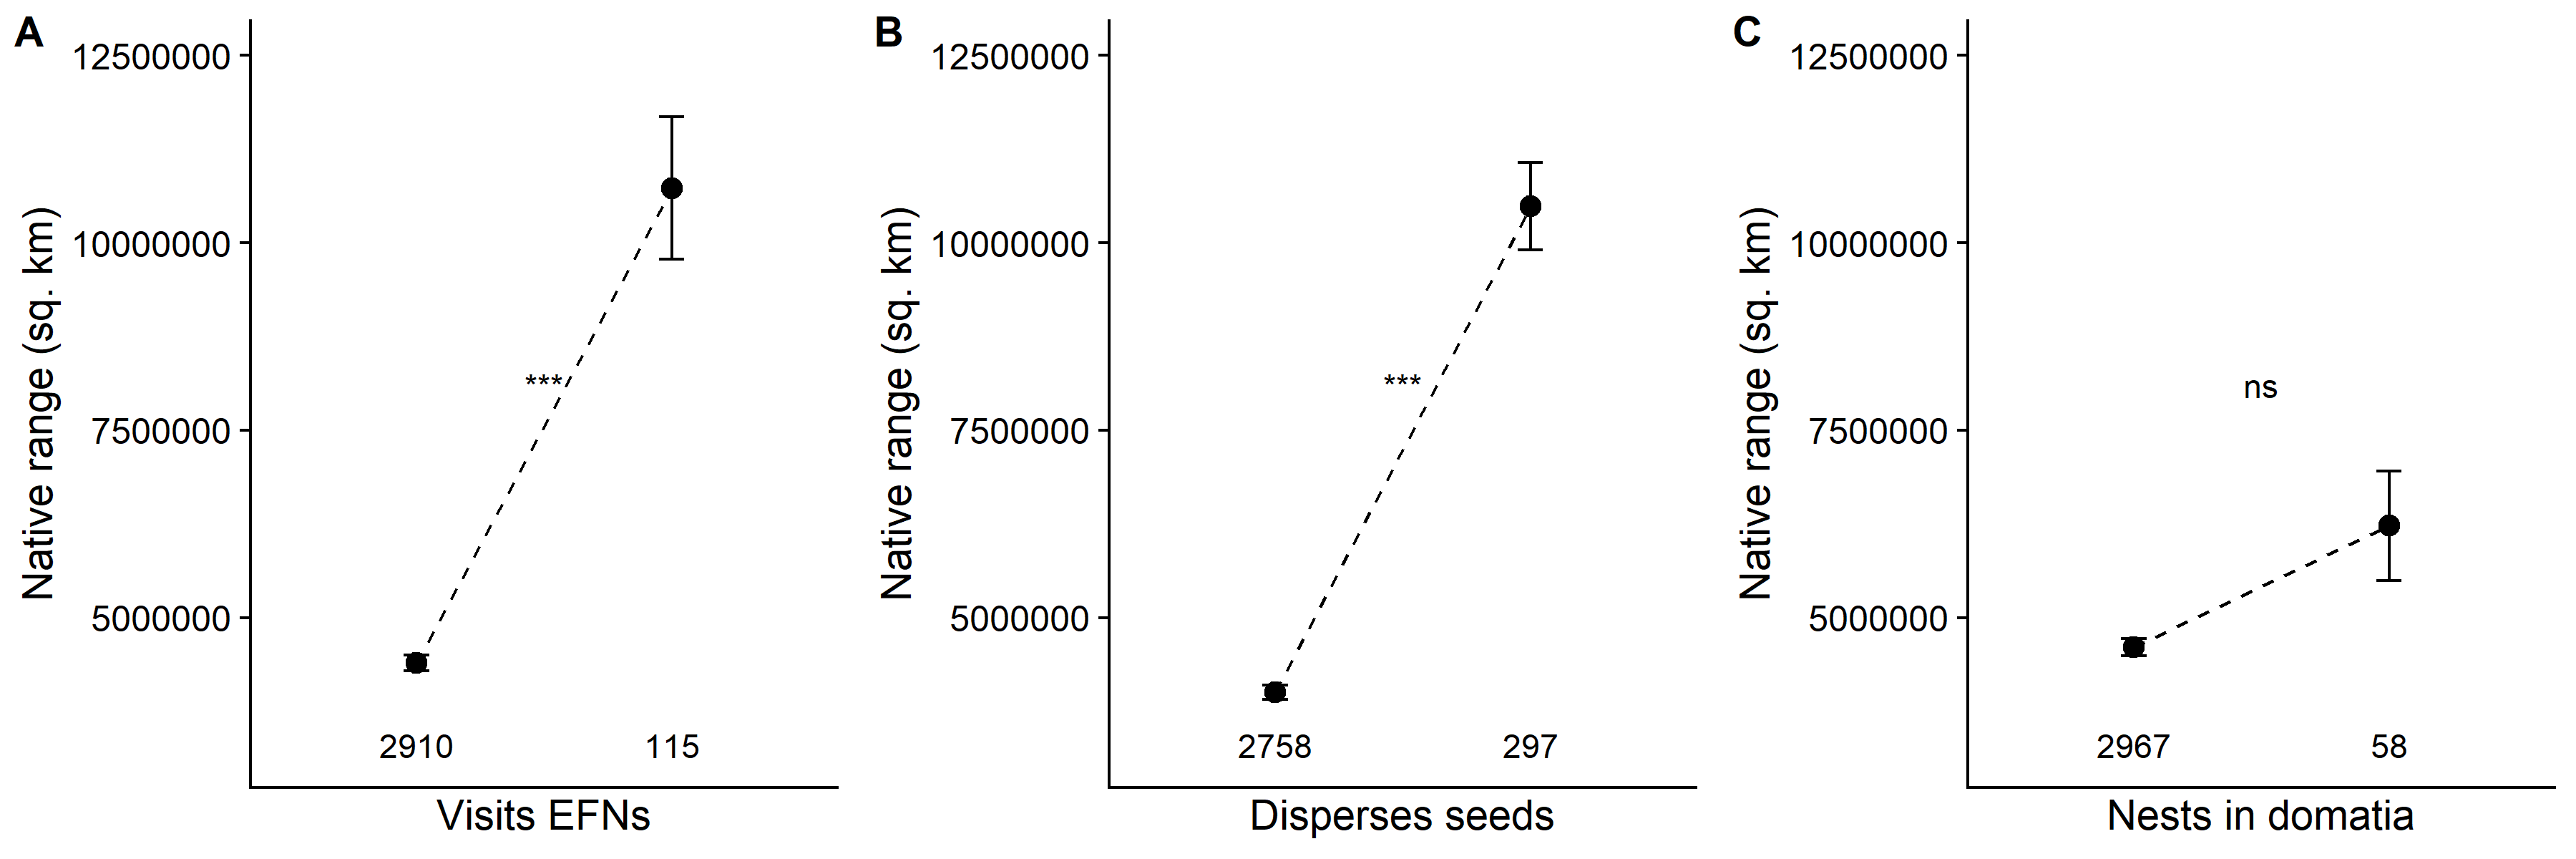 A
12500000
10000000
7500000
5000000
Native range (sq. km)
***
2910 115
Visits EFNs
B
12500000
10000000
7500000
5000000
Native range (sq. km)
***
2758 297
Disperses seeds
C
12500000
10000000
7500000
5000000
Native range (sq. km)
ns
2967 58
Nests in domatia